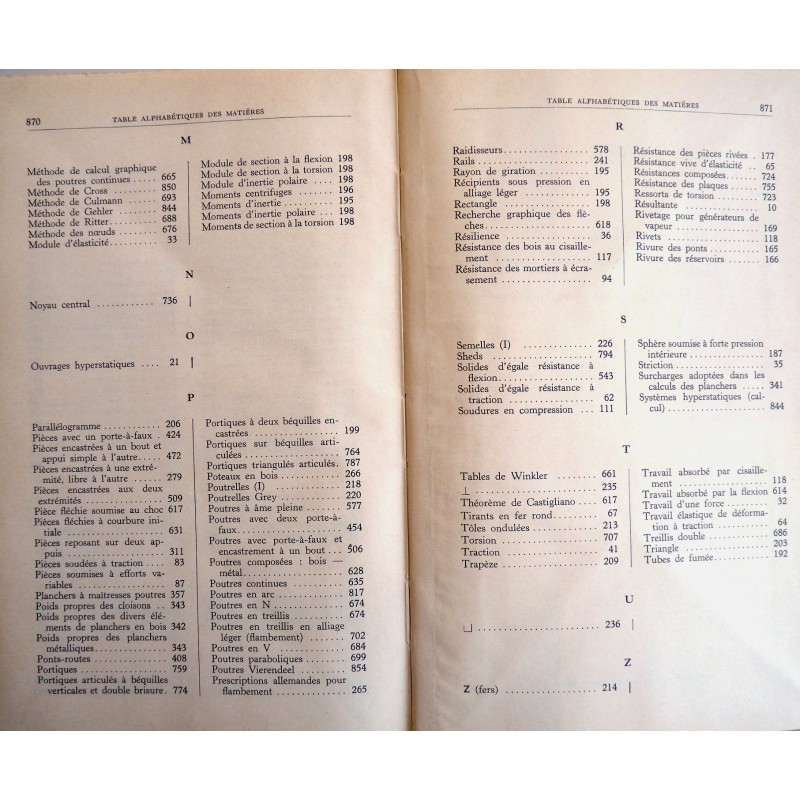 870
TABLE ALPHABÉTIQUES DES MATIÈRES
M
Méthode de calcul graphique
des poutres continues .... 665
Méthode de Cross .......... 850
Méthode de Culmann ....... 693
Méthode de Gehler ......... 844
Méthode de Ritter .......... 688
Méthode des nœuds ........ 676
Module d'élasticité........... 33
Module de section à la flexion 198
Module de section à la torsion 198
Module d'inertie polaire .... 198
Moments centrifuges ........ 196
Moments d'inertie ........... 195
Moments d'inertie polaire ... 198
Moments de section à la torsion 198
N
Noyau central ............ 736
O
Ouvrages hyperstatiques .... 21
P
Parallélogramme ............ 206
Pièces avec un porte-à-faux . 424
Pièces encastrées à un bout et
appui simple à l'autre..... 472
Pièces encastrées à une extré-
mité, libre à l'autre ....... 279
Pièces encastrées aux deux
extrémités ................ 509
Pièce fléchie soumise au choc 617
Pièces fléchies à courbure ini-
tiale ...................... 631
Pièces reposant sur deux ap-
puis ...................... 311
Pièces soudées à traction .... 83
Pièces soumises à efforts va-
riables .................... 87
Planchers à maîtresses poutres 357
Poids propres des cloisons .. 343
Poids propres des divers élé-
ments de planchers en bois 342
Poids propres des planchers
métalliques................ 343
Ponts-routes ................ 408
Portiques .................. 759
Portiques articulés à béquilles
verticales et double brisure. 774
Portiques à deux béquilles en-
castrées .................. 199
Portiques sur béquilles arti-
culées .................... 764
Portiques triangulés articulés. 787
Poteaux en bois ............ 266
Poutrelles (I) .............. 218
Poutrelles Grey ............ 220
Poutres à âme pleine ....... 577
Poutres avec deux porte-à-
faux...................... 454
Poutres avec porte-à-faux et
encastrement à un bout ... 506
Poutres composées : bois —
métal.................... 628
Poutres continues .......... 635
Poutres en arc ............. 817
Poutres en N .............. 674
Poutres en treillis .......... 674
Poutres en treillis en alliage
léger (flambement) ....... 702
Poutres en V .............. 684
Poutres paraboliques ....... 699
Poutres Vierendeel ......... 854
Prescriptions allemandes pour
flambement .............. 265
TABLE ALPHABÉTIQUES DES MATIÈRES
871
R
Raidisseurs.................. 578
Rails ...................... 241
Rayon de giration .......... 195
Récipients sous pression en
alliage léger .............. 195
Rectangle .................. 198
Recherche graphique des flè-
ches...................... 618
Résilience .................. 36
Résistance des bois au cisaille-
ment .................... 117
Résistance des mortiers à écra-
sement .................. 94
Résistance des pièces rivées . 177
Résistance vive d'élasticité .. 65
Résistances composées....... 724
Résistance des plaques ...... 755
Ressorts de torsion .......... 723
Résultante ................ 10
Rivetage pour générateurs de
vapeur .................. 169
Rivets .................... 118
Rivure des ponts ........... 165
Rivure des réservoirs ....... 166
S
Semelles (I) ................ 226
Sheds ..................... 794
Solides d'égale résistance à
flexion.................... 543
Solides d'égale résistance à
traction .................. 62
Soudures en compression ... 111
Sphère soumise à forte pression
intérieure ................ 187
Striction .................. 35
Surcharges adoptées dans les
calculs des planchers ..... 341
Systèmes hyperstatiques (cal-
cul) ..................... 844
T
Tables de Winkler ......... 661
⊥ ........................ 235
Théorème de Castigliano .... 617
Tirants en fer rond.......... 67
Tôles ondulées .............. 213
Torsion .................... 707
Traction .................. 41
Trapèze .................... 209
Travail absorbé par cisaille-
ment .................... 118
Travail absorbé par la flexion 614
Travail d'une force ......... 32
Travail élastique de déforma-
tion à traction ............ 64
Treillis double .............. 686
Triangle .................. 203
Tubes de fumée............. 192
U
⊔ ........................ 236
Z
Z (fers) .................... 214